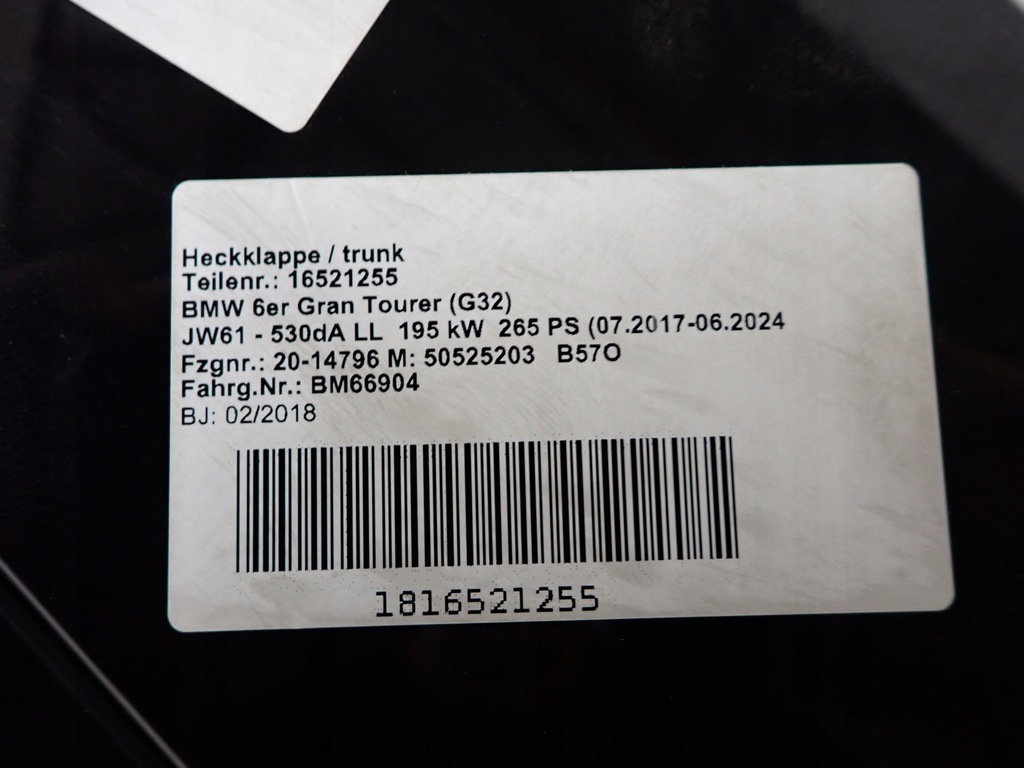 Heckklappe / trunk
Teilenr.: 16521255
BMW 6er Gran Tourer (G32)
JW61 - 530dA LL  195 kW  265 PS (07.2017-06.2024
Fzgnr.: 20-14796 M: 50525203   B57O
Fahrg.Nr.: BM66904
BJ: 02/2018
1816521255